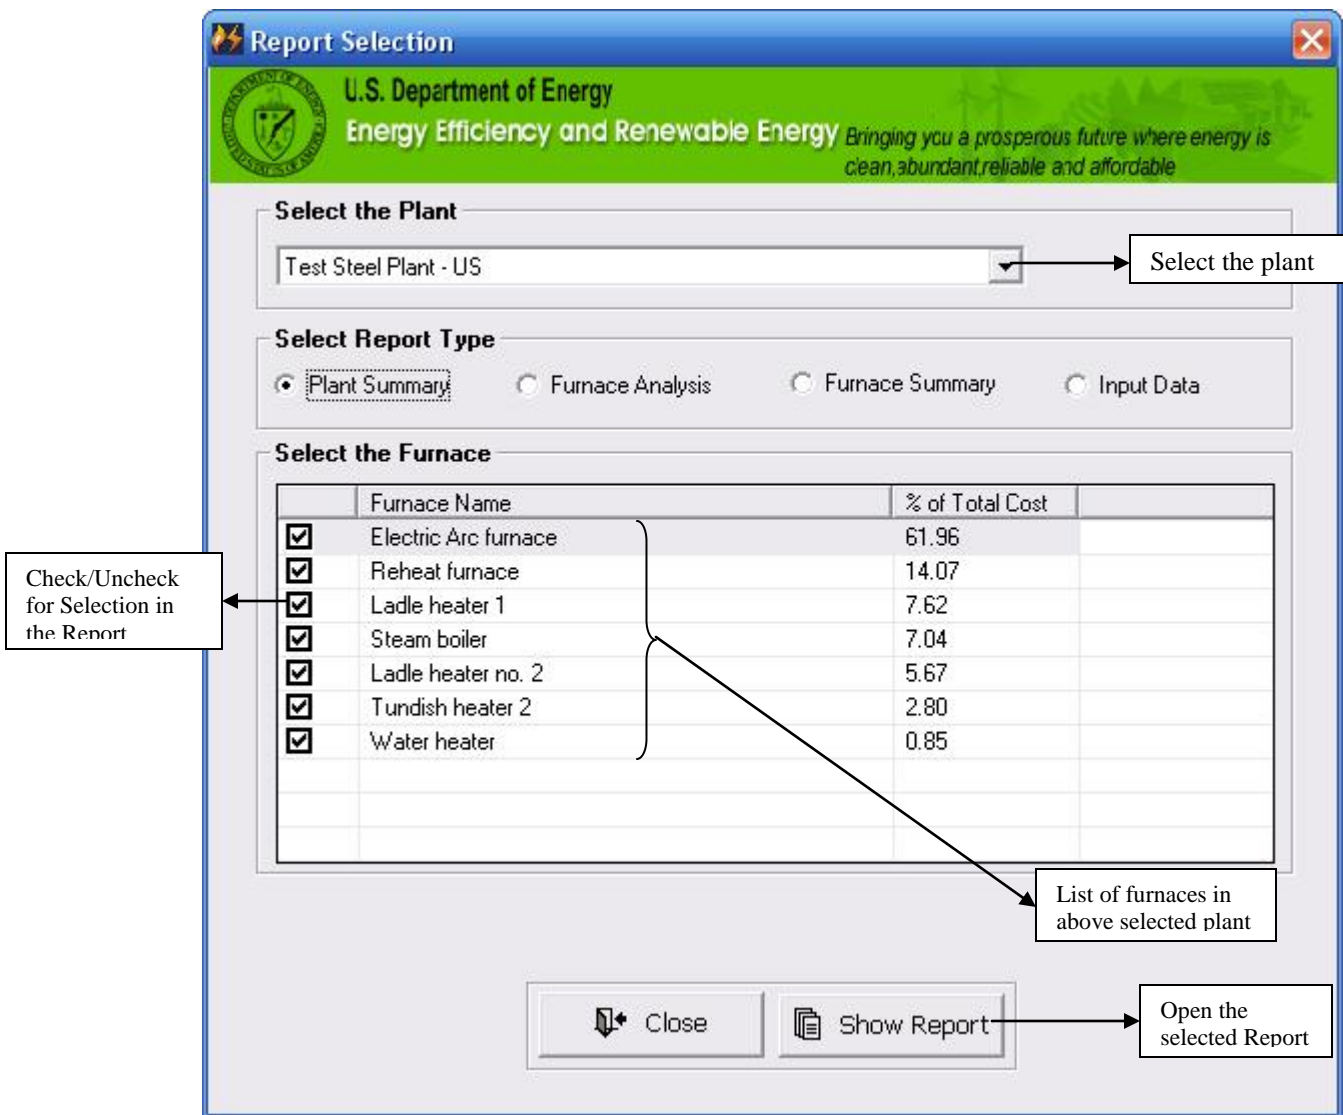 Report Selection
U.S. Department of Energy
Energy Efficiency and Renewable Energy
Bringing you a prosperous future where energy is
clean,abundant,reliable and affordable
Select the Plant
Test Steel Plant - US
Select the plant
Select Report Type
Plant Summary Furnace Analysis Furnace Summary Input Data
Select the Furnace
Furnace Name % of Total Cost
Electric Arc furnace 61.96
Reheat furnace 14.07
Ladle heater 1 7.62
Steam boiler 7.04
Ladle heater no. 2 5.67
Tundish heater 2 2.80
Water heater 0.85
Check/Uncheck
for Selection in
the Report
List of furnaces in
above selected plant
Close Show Report
Open the
selected Report